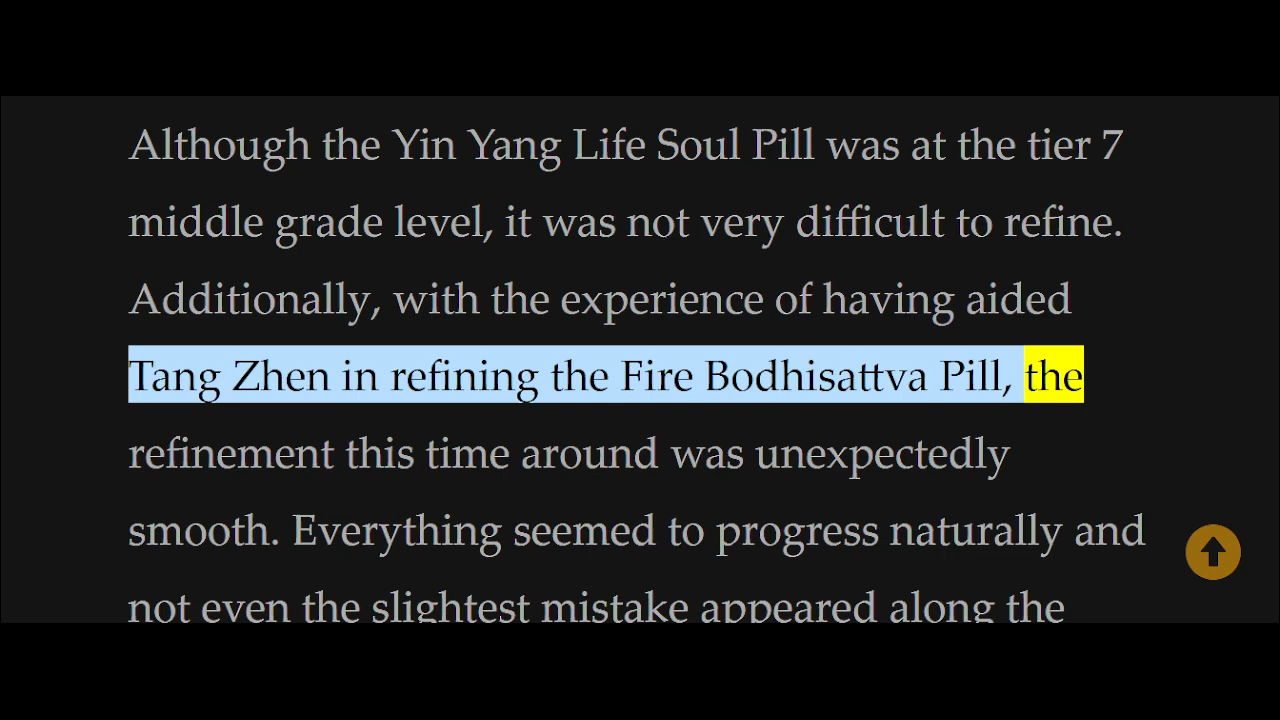 Although the Yin Yang Life Soul Pill was at the tier 7
middle grade level, it was not very difficult to refine.
Additionally, with the experience of having aided
Tang Zhen in refining the Fire Bodhisattva Pill, the
refinement this time around was unexpectedly
smooth. Everything seemed to progress naturally and
not even the slightest mistake appeared along the